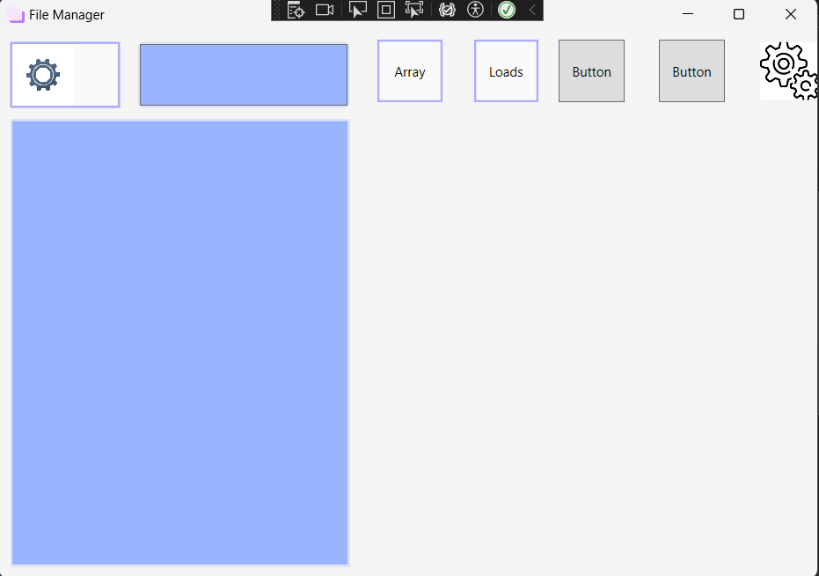 File Manager
Array
Loads
Button
Button